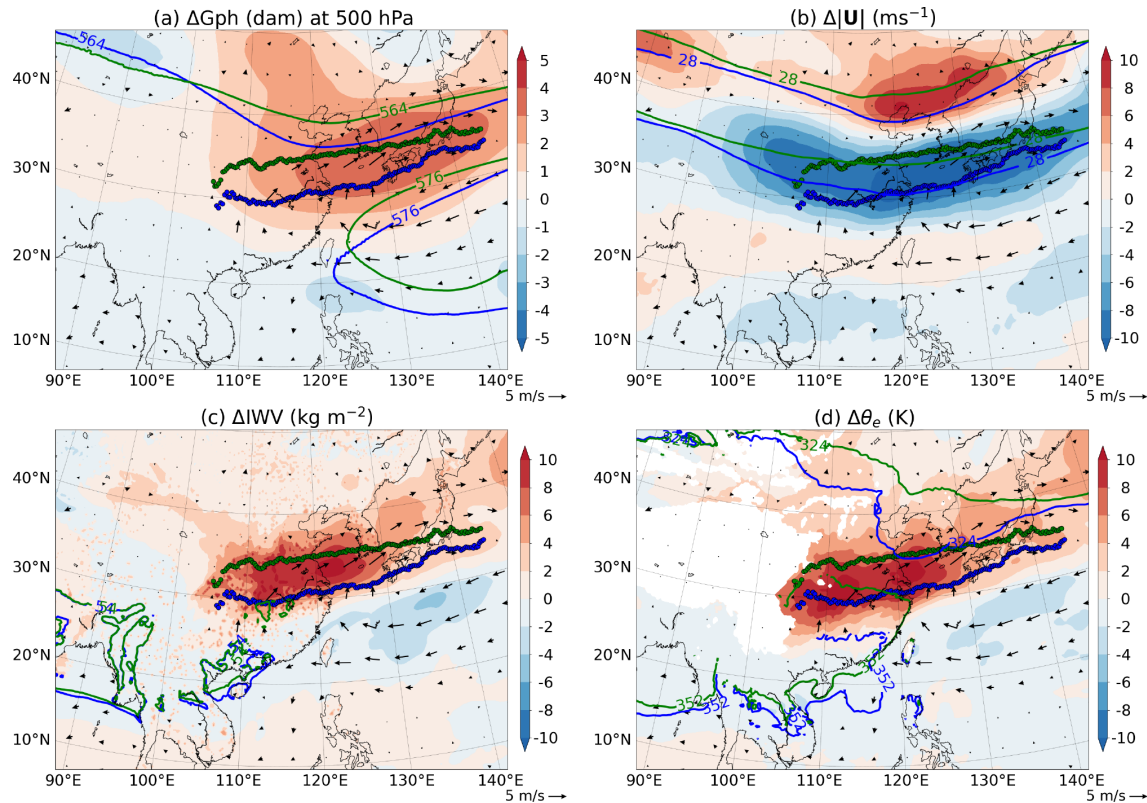 (a) ΔGph (dam) at 500 hPa
564
564
576
576
40°N
30°N
20°N
10°N
90°E 100°E 110°E 120°E 130°E 140°E
5 m/s
5
4
3
2
1
0
-1
-2
-3
-4
-5
(b) Δ|U| (ms⁻¹)
28
28
28
40°N
30°N
20°N
10°N
90°E 100°E 110°E 120°E 130°E 140°E
5 m/s
10
8
6
4
2
0
-2
-4
-6
-8
-10
(c) ΔIWV (kg m⁻²)
54
40°N
30°N
20°N
10°N
90°E 100°E 110°E 120°E 130°E 140°E
5 m/s
10
8
6
4
2
0
-2
-4
-6
-8
-10
(d) Δθₑ (K)
324
324
324
352
352
352
40°N
30°N
20°N
10°N
90°E 100°E 110°E 120°E 130°E 140°E
5 m/s
10
8
6
4
2
0
-2
-4
-6
-8
-10